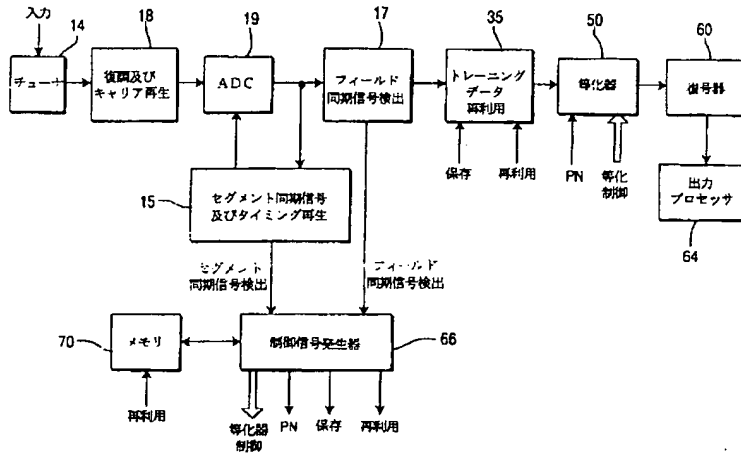 入力
14
18
19
17
35
50
60
チューナ
復調及び
キャリア再生
ADC
フィールド
同期信号検出
トレーニング
データ
再利用
等化器
復号器
保存
再利用
PN
等化
制御
出力
プロセッサ
64
15
セグメント同期信号
及びタイミング再生
セグメント
同期信号検出
フィールド
同期信号検出
70
メモリ
制御信号発生器
66
再利用
等化器
制御
PN
保存
再利用